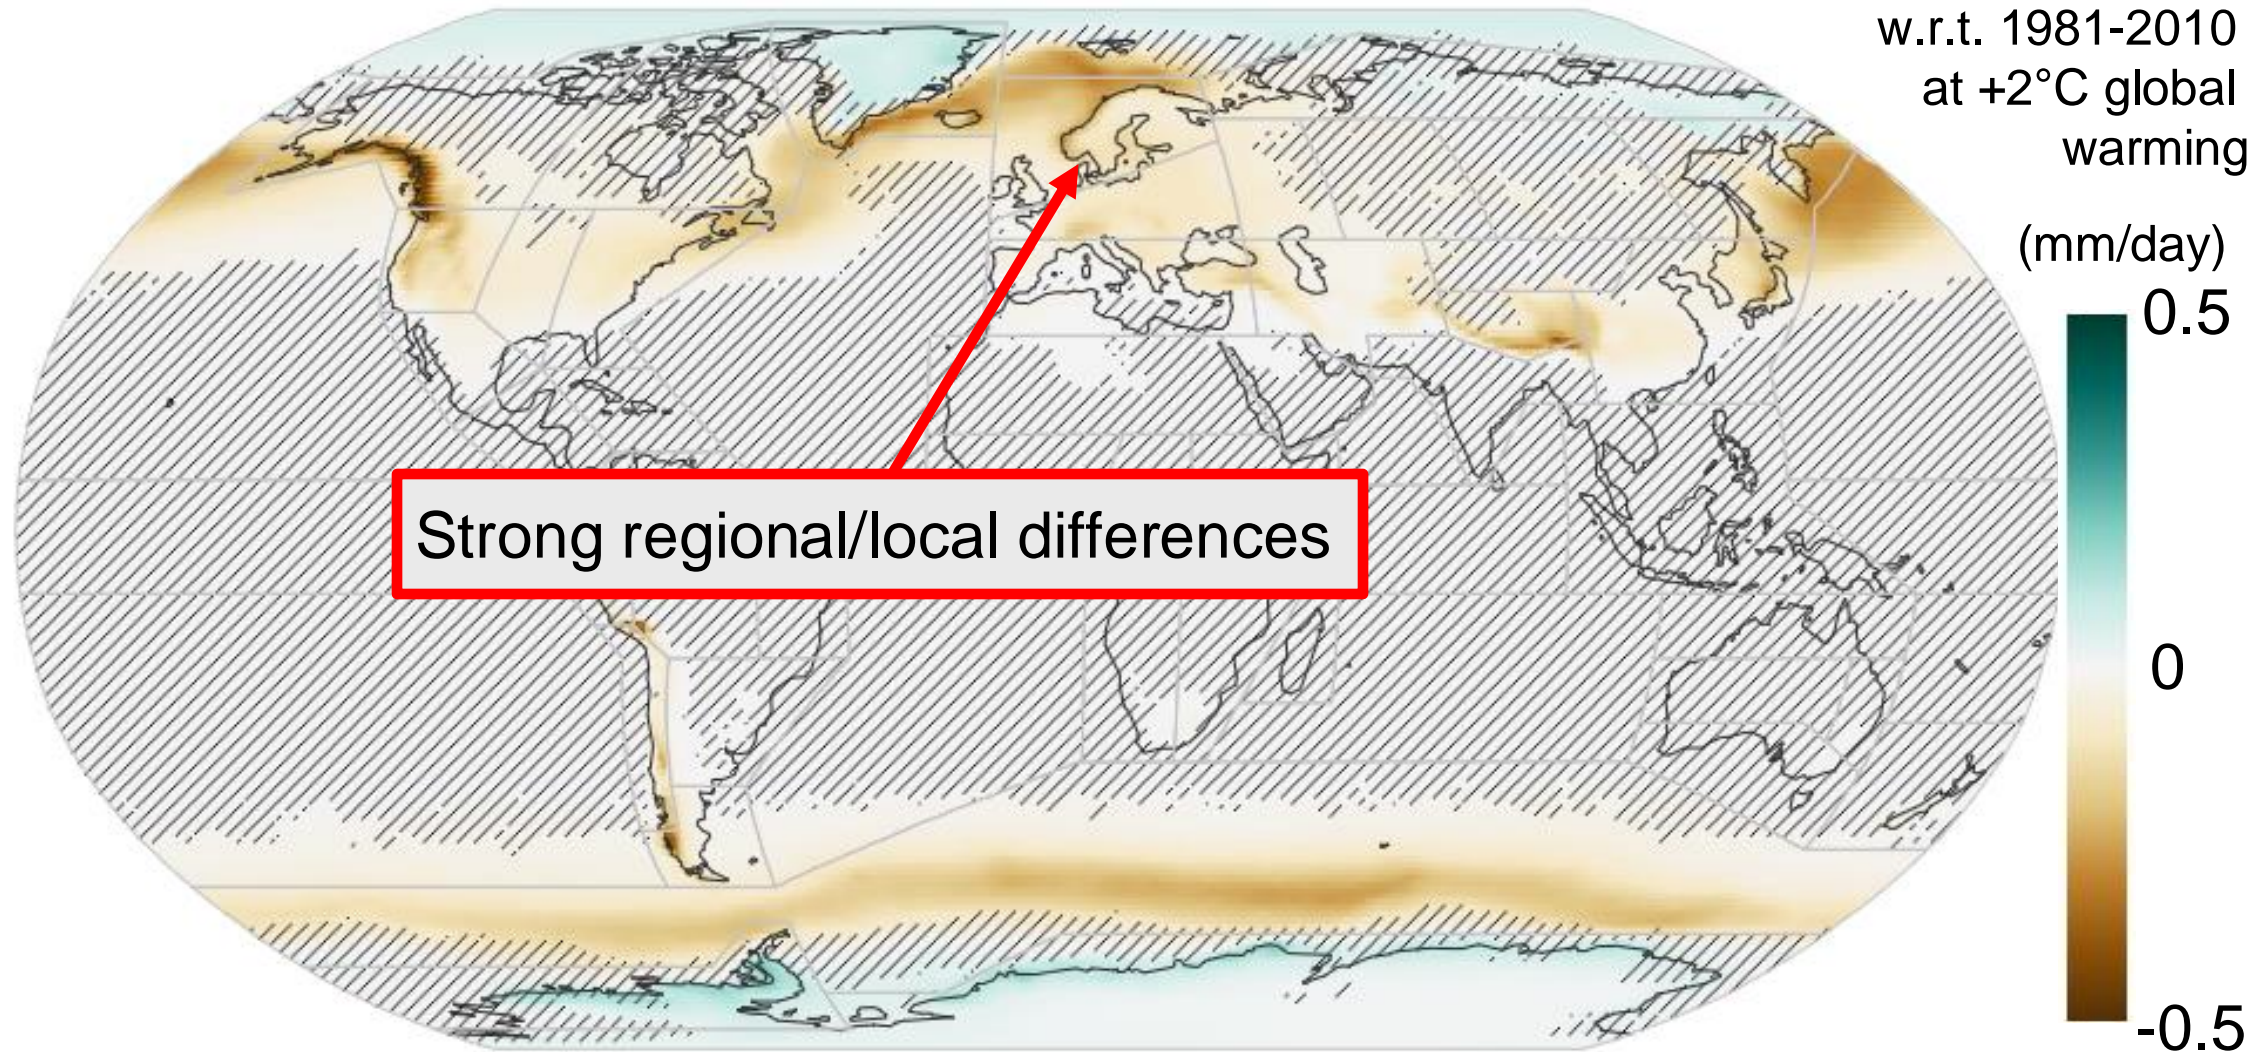 w.r.t. 1981-2010
at +2°C global
warming
(mm/day)
0.5
Strong regional/local differences
0
-0.5